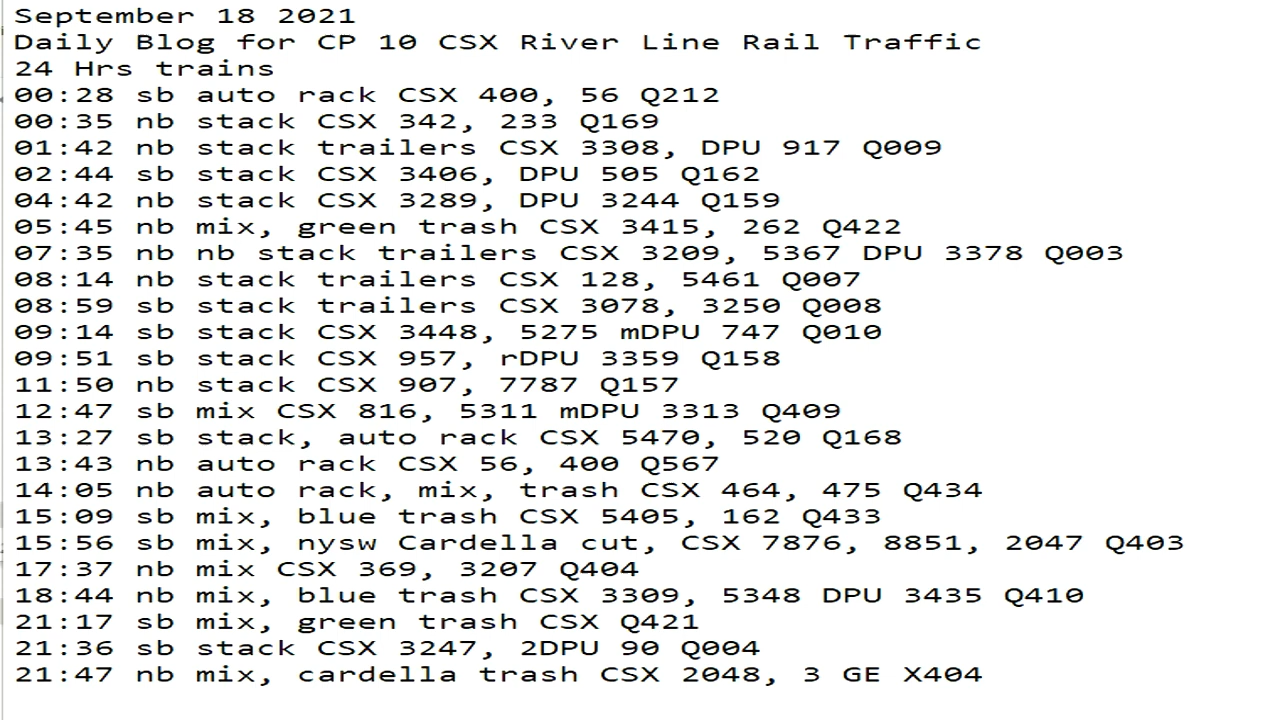 September 18 2021
Daily Blog for CP 10 CSX River Line Rail Traffic
24 Hrs trains
00:28 sb auto rack CSX 400, 56 Q212
00:35 nb stack CSX 342, 233 Q169
01:42 nb stack trailers CSX 3308, DPU 917 Q009
02:44 sb stack CSX 3406, DPU 505 Q162
04:42 nb stack CSX 3289, DPU 3244 Q159
05:45 nb mix, green trash CSX 3415, 262 Q422
07:35 nb nb stack trailers CSX 3209, 5367 DPU 3378 Q003
08:14 nb stack trailers CSX 128, 5461 Q007
08:59 sb stack trailers CSX 3078, 3250 Q008
09:14 sb stack CSX 3448, 5275 mDPU 747 Q010
09:51 sb stack CSX 957, rDPU 3359 Q158
11:50 nb stack CSX 907, 7787 Q157
12:47 sb mix CSX 816, 5311 mDPU 3313 Q409
13:27 sb stack, auto rack CSX 5470, 520 Q168
13:43 nb auto rack CSX 56, 400 Q567
14:05 nb auto rack, mix, trash CSX 464, 475 Q434
15:09 sb mix, blue trash CSX 5405, 162 Q433
15:56 sb mix, nysw Cardella cut, CSX 7876, 8851, 2047 Q403
17:37 nb mix CSX 369, 3207 Q404
18:44 nb mix, blue trash CSX 3309, 5348 DPU 3435 Q410
21:17 sb mix, green trash CSX Q421
21:36 sb stack CSX 3247, 2DPU 90 Q004
21:47 nb mix, cardella trash CSX 2048, 3 GE X404